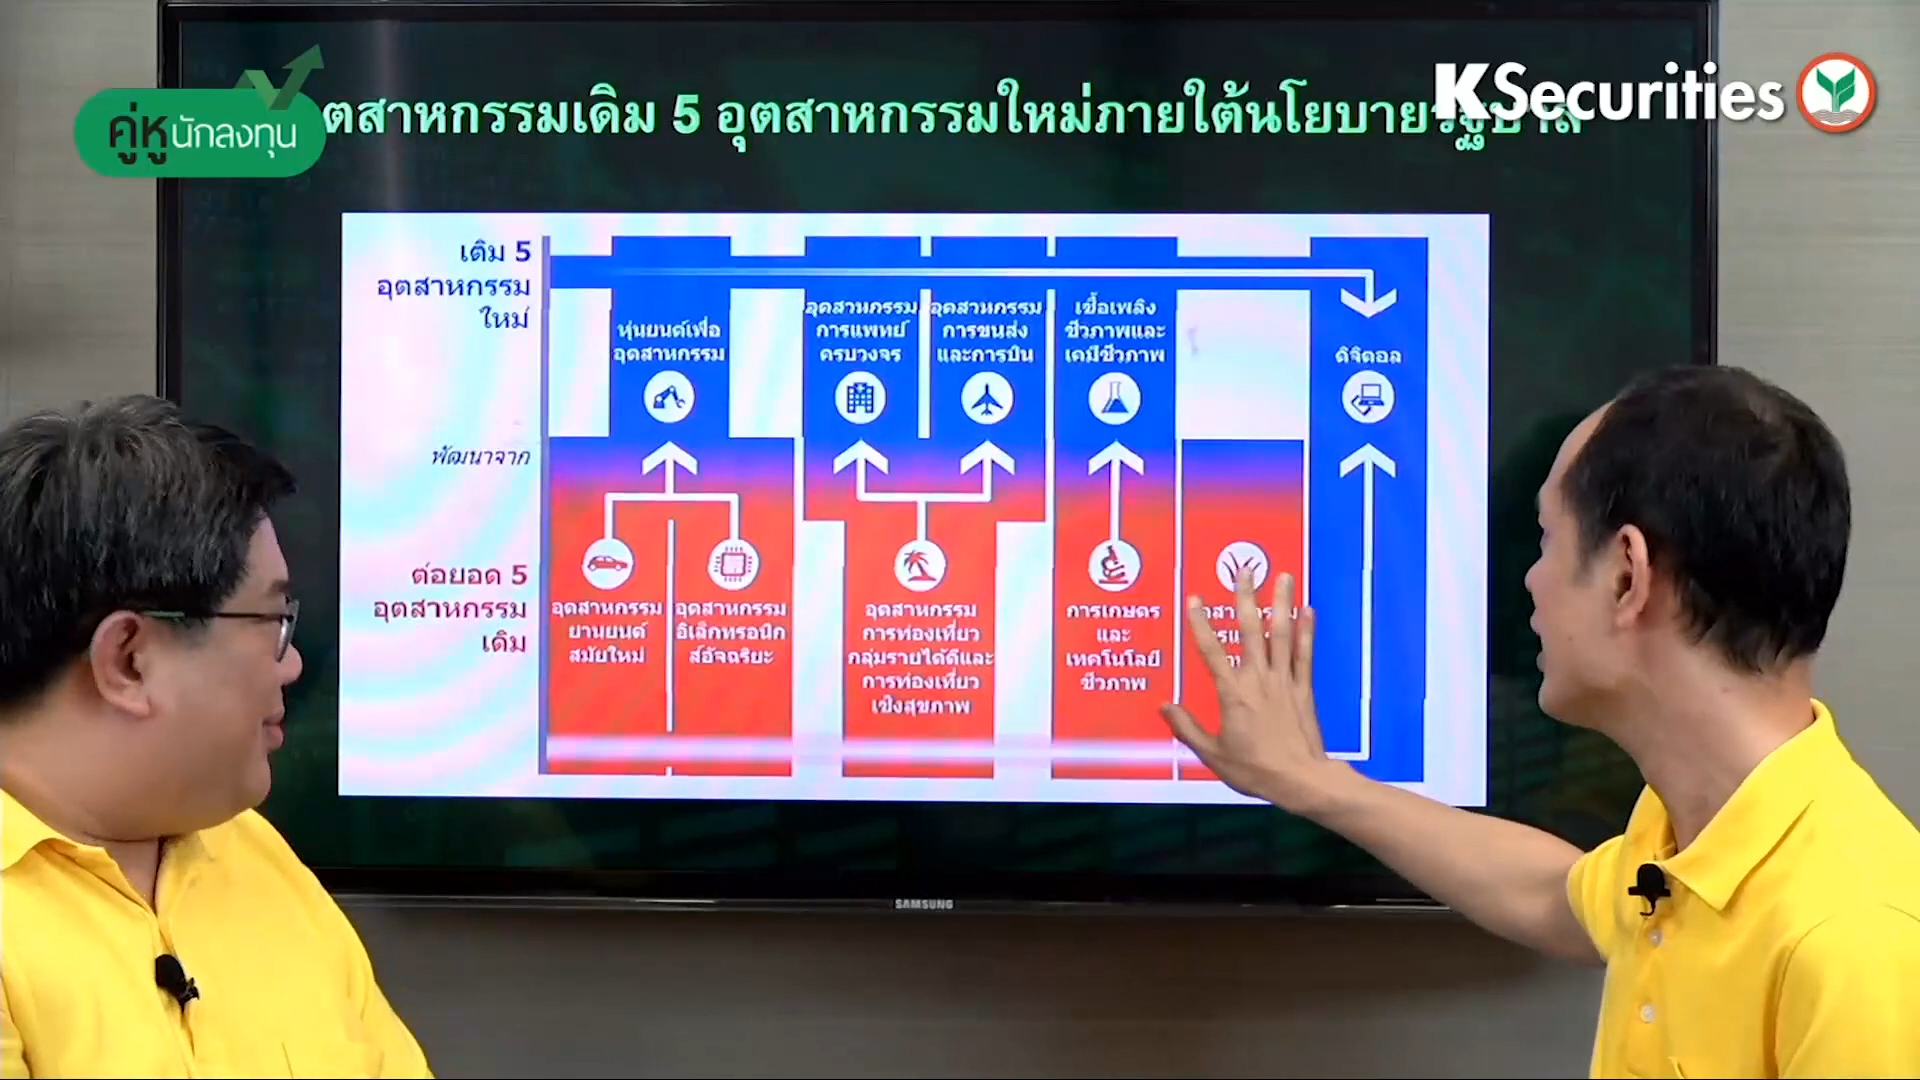 คู่หูนักลงทุน
KSecurities
ตสาหกรรมเดิม 5 อุตสาหกรรมใหม่ภายใต้นโยบายรัฐบาล
เติม 5
อุตสาหกรรม
ใหม่
หุ่นยนต์เพื่อ
อุตสาหกรรม
อุตสาหกรรม
การแพทย์
ครบวงจร
อุตสาหกรรม
การขนส่ง
และการบิน
เชื้อเพลิง
ชีวภาพและ
เคมีชีวภาพ
ดิจิตอล
พัฒนาจาก
ต่อยอด 5
อุตสาหกรรม
เดิม
อุตสาหกรรม
ยานยนต์
สมัยใหม่
อุตสาหกรรม
อิเล็กทรอนิก
ส์อัจฉริยะ
อุตสาหกรรม
การท่องเที่ยว
กลุ่มรายได้ดีและ
การท่องเที่ยว
เชิงสุขภาพ
การเกษตร
และ
เทคโนโลยี
ชีวภาพ
SAMSUNG